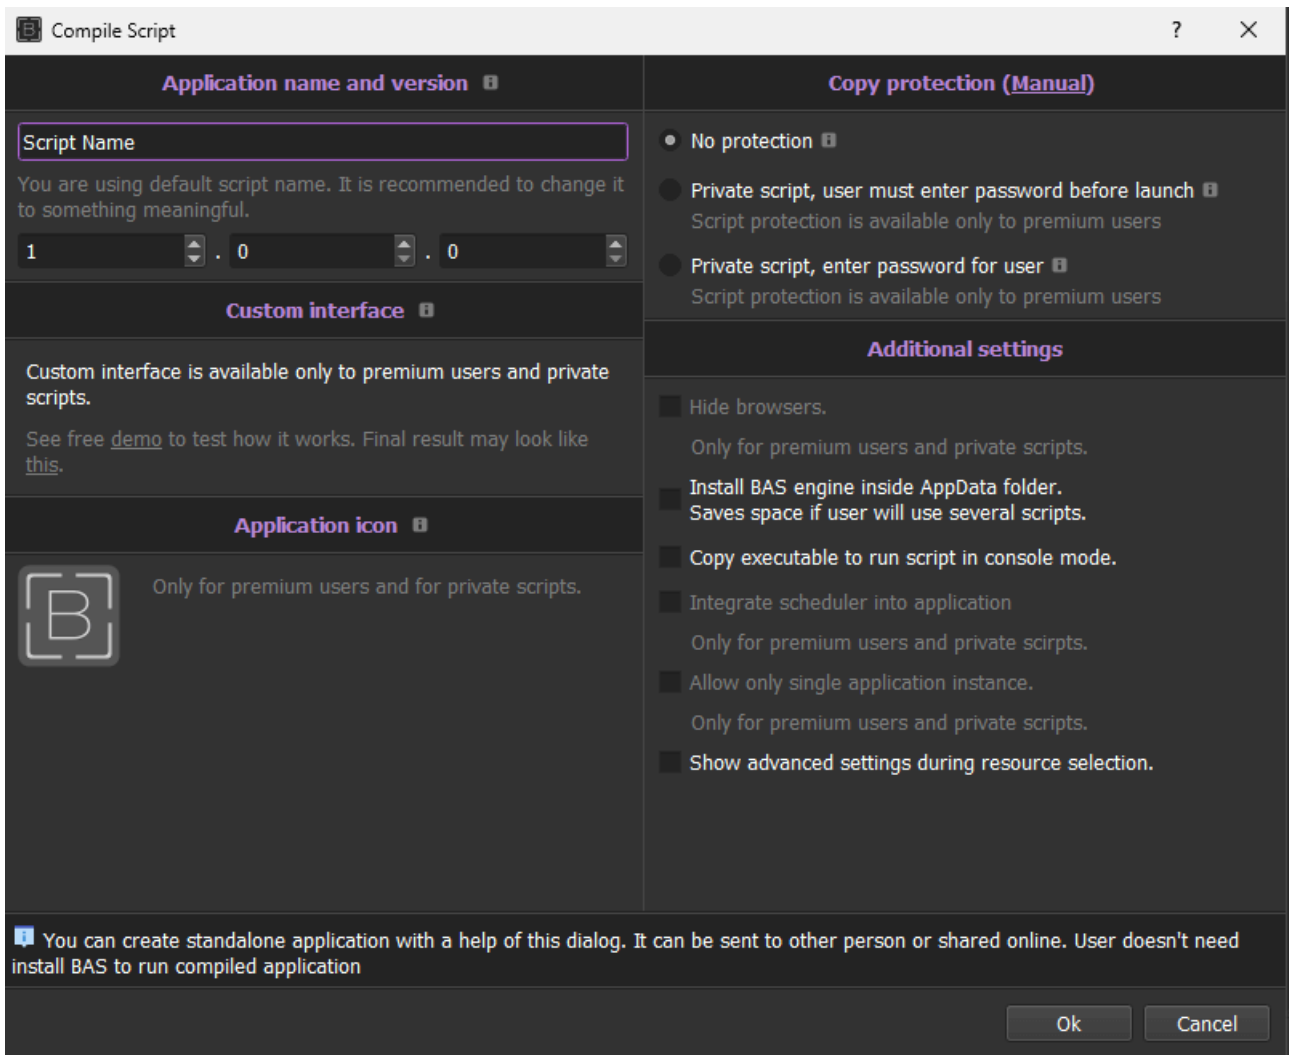 Compile Script
?
Application name and version
Script Name
You are using default script name. It is recommended to change it
to something meaningful.
1 . 0 . 0
Custom interface
Custom interface is available only to premium users and private
scripts.
See free demo to test how it works. Final result may look like
this.
Application icon
B
Only for premium users and for private scripts.
Copy protection (Manual)
No protection
Private script, user must enter password before launch
Script protection is available only to premium users
Private script, enter password for user
Script protection is available only to premium users
Additional settings
Hide browsers.
Only for premium users and private scripts.
Install BAS engine inside AppData folder.
Saves space if user will use several scripts.
Copy executable to run script in console mode.
Integrate scheduler into application
Only for premium users and private scirpts.
Allow only single application instance.
Only for premium users and private scripts.
Show advanced settings during resource selection.
You can create standalone application with a help of this dialog. It can be sent to other person or shared online. User doesn't need
install BAS to run compiled application
Ok
Cancel